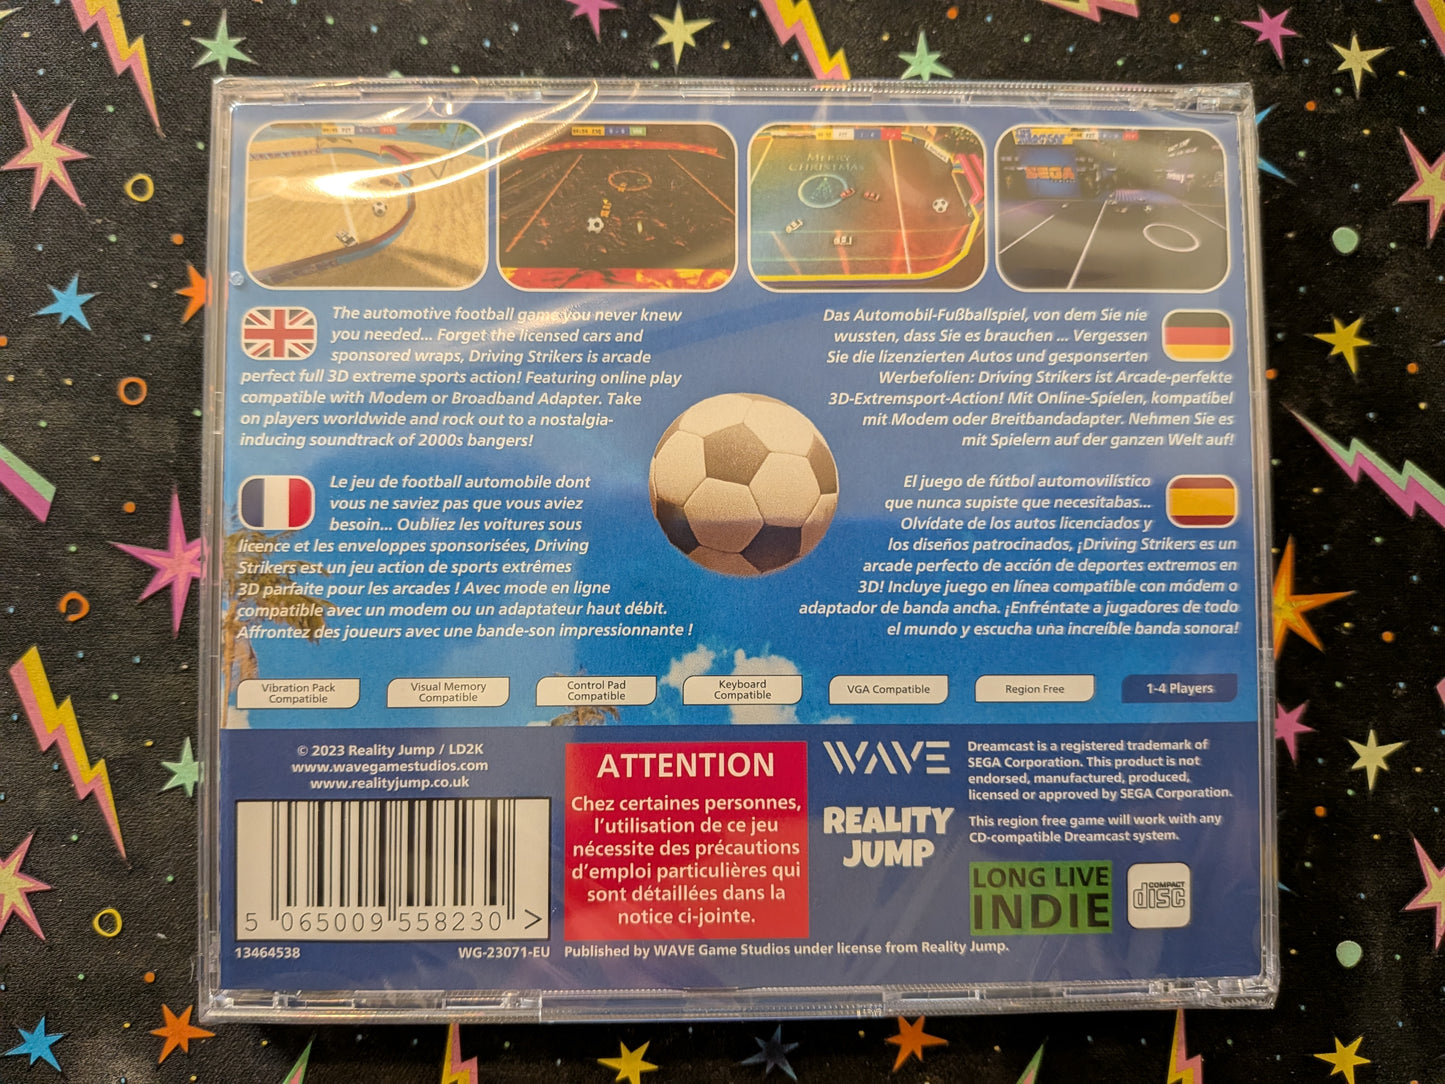 MERRY
CHRISTMAS
SEGA
The automotive football game you never knew
you needed... Forget the licensed cars and
sponsored wraps, Driving Strikers is arcade
perfect full 3D extreme sports action! Featuring online play
compatible with Modem or Broadband Adapter. Take
on players worldwide and rock out to a nostalgia-
inducing soundtrack of 2000s bangers!
Das Automobil-Fußballspiel, von dem Sie nie
wussten, dass Sie es brauchen ... Vergessen
Sie die lizenzierten Autos und gesponserten
Werbefolien: Driving Strikers ist Arcade-perfekte
3D-Extremsport-Action! Mit Online-Spielen, kompatibel
mit Modem oder Breitbandadapter. Nehmen Sie es
mit Spielern auf der ganzen Welt auf!
Le jeu de football automobile dont
vous ne saviez pas que vous aviez
besoin... Oubliez les voitures sous
licence et les enveloppes sponsorisées, Driving
Strikers est un jeu action de sports extrêmes
3D parfaite pour les arcades ! Avec mode en ligne
compatible avec un modem ou un adaptateur haut débit.
Affrontez des joueurs avec une bande-son impressionnante !
El juego de fútbol automovilístico
que nunca supiste que necesitabas...
Olvídate de los autos licenciados y
los diseños patrocinados, ¡Driving Strikers es un
arcade perfecto de acción de deportes extremos en
3D! Incluye juego en línea compatible con módem o
adaptador de banda ancha. ¡Enfréntate a jugadores de todo
el mundo y escucha una increíble banda sonora!
Vibration Pack
Compatible
Visual Memory
Compatible
Control Pad
Compatible
Keyboard
Compatible
VGA Compatible
Region Free
1-4 Players
© 2023 Reality Jump / LD2K
www.wavegamestudios.com
www.realityjump.co.uk
5 065009 558230 >
13464538
WG-23071-EU
ATTENTION
Chez certaines personnes,
l'utilisation de ce jeu
nécessite des précautions
d'emploi particulières qui
sont détaillées dans la
notice ci-jointe.
WAVE
REALITY
JUMP
Dreamcast is a registered trademark of
SEGA Corporation. This product is not
endorsed, manufactured, produced,
licensed or approved by SEGA Corporation.
This region free game will work with any
CD-compatible Dreamcast system.
LONG LIVE
INDIE
COMPACT
disc
Published by WAVE Game Studios under license from Reality Jump.